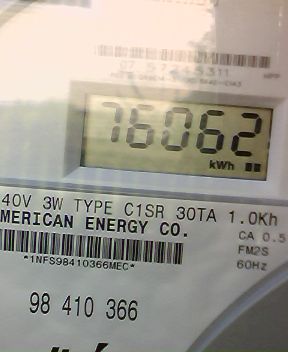 76062
kWh
40V 3W TYPE C1SR 30TA 1.0Kh
MERICAN ENERGY CO.
CA 0.5
FM2S
*1NFS98410366MEC*
60Hz
98 410 366